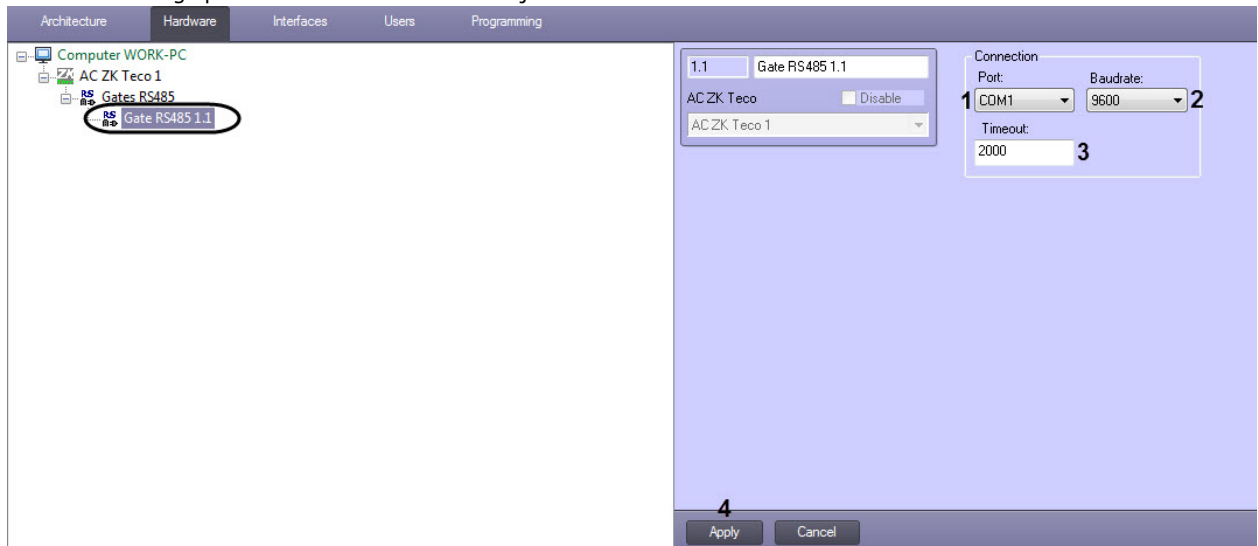 Architecture Hardware Interfaces Users Programming
Computer WORK-PC
AC ZK Teco 1
RS Gates RS485
RS Gate RS485 1.1
1.1 Gate RS485 1.1
AC ZK Teco Disable
AC ZK Teco 1
Connection
Port: Baudrate:
1 COM1 9600 2
Timeout:
2000 3
4
Apply Cancel